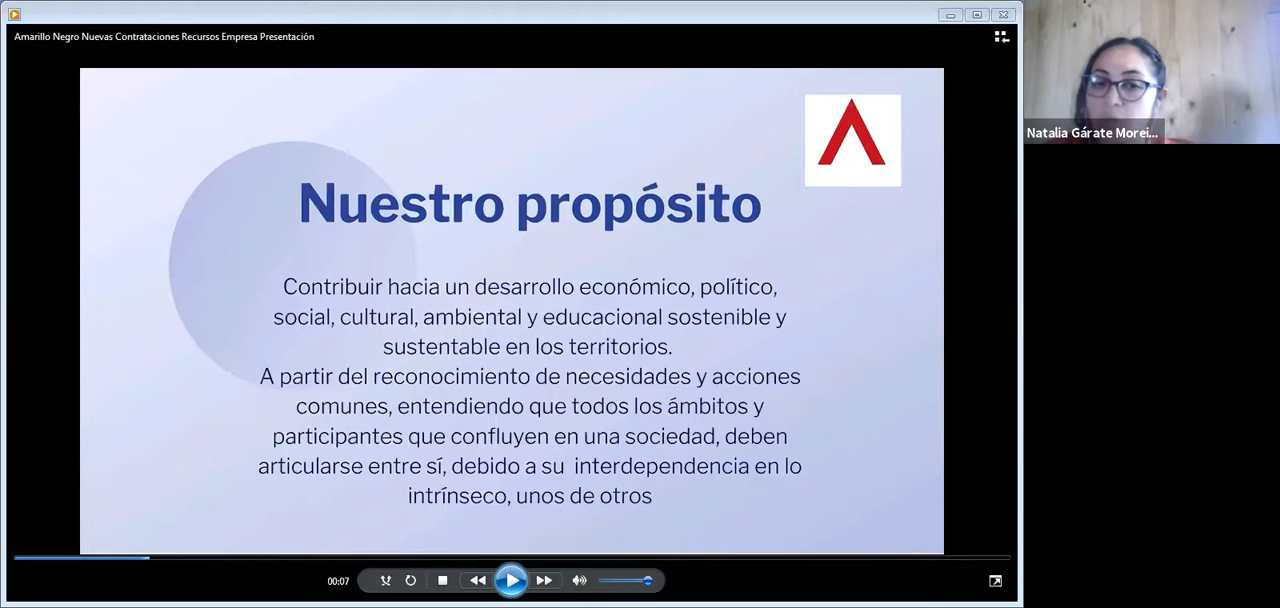 Amarillo Negro Nuevas Contrataciones Recursos Empresa Presentación
Nuestro propósito
Contribuir hacia un desarrollo económico, político,
social, cultural, ambiental y educacional sostenible y
sustentable en los territorios.
A partir del reconocimiento de necesidades y acciones
comunes, entendiendo que todos los ámbitos y
participantes que confluyen en una sociedad, deben
articularse entre sí, debido a su interdependencia en lo
intrínseco, unos de otros
00:07
Natalia Gárate Morei...